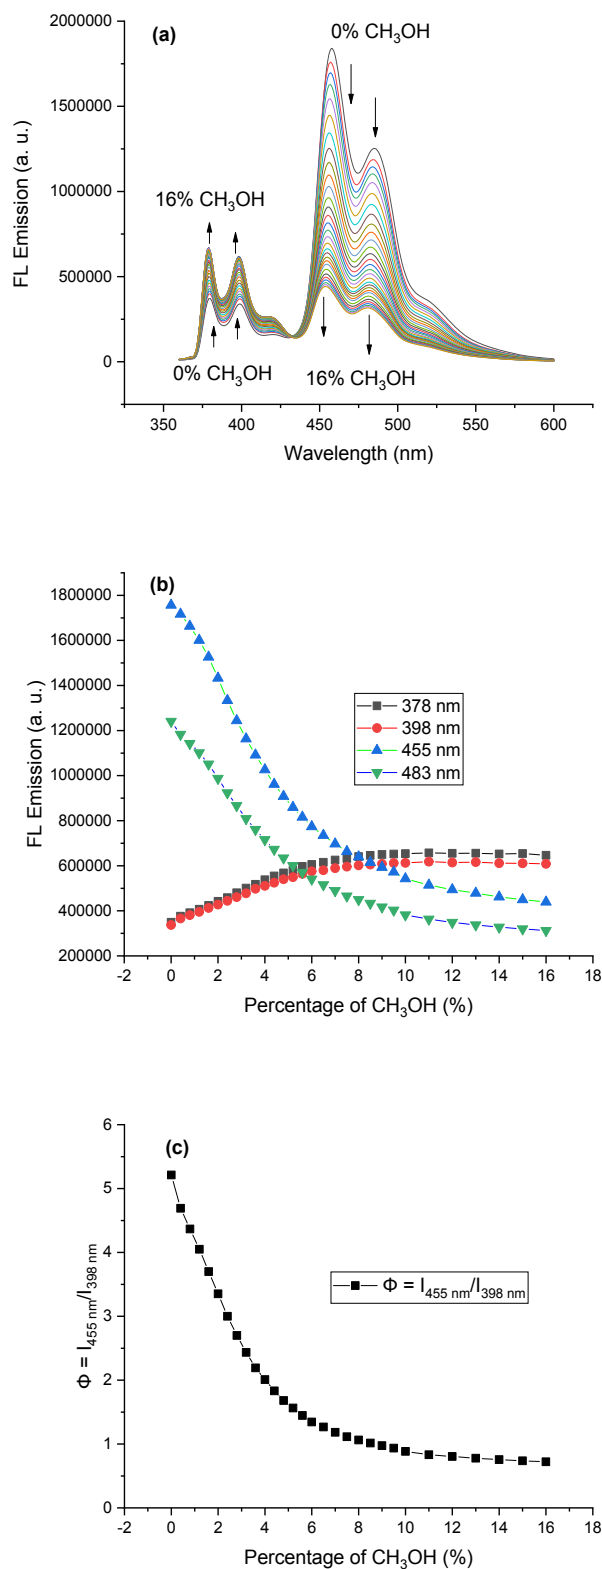 (a)
0% CH₃OH
16% CH₃OH
0% CH₃OH
16% CH₃OH
FL Emission (a. u.)
2000000
1500000
1000000
500000
0
350 400 450 500 550 600
Wavelength (nm)
(b)
378 nm
398 nm
455 nm
483 nm
FL Emission (a. u.)
1800000
1600000
1400000
1200000
1000000
800000
600000
400000
200000
-2 0 2 4 6 8 10 12 14 16 18
Percentage of CH₃OH (%)
(c)
Φ = I₄₅₅ ₙₘ/I₃₉₈ ₙₘ
Φ = I₄₅₅ ₙₘ/I₃₉₈ ₙₘ
6
5
4
3
2
1
0
-2 0 2 4 6 8 10 12 14 16 18
Percentage of CH₃OH (%)